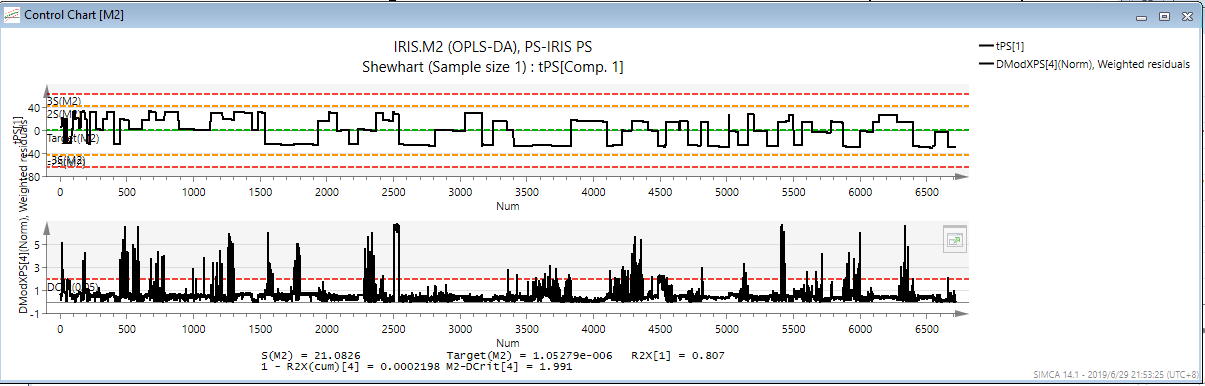 Control Chart [M2]
IRIS.M2 (OPLS-DA), PS-IRIS PS
Shewhart (Sample size 1) : tPS[Comp. 1]
tPS[1]
DModXPS[4](Norm), Weighted residuals
3S(M2)
40
2S(M2)
tPS[1]
0
Target(M2)
-40
-2S(M2)
-3S(M2)
-80
0 500 1000 1500 2000 2500 3000 3500 4000 4500 5000 5500 6000 6500
Num
DModXPS[4](Norm), Weighted residuals
5
3
1
-1
0 500 1000 1500 2000 2500 3000 3500 4000 4500 5000 5500 6000 6500
Num
S(M2) = 21.0826 Target(M2) = 1.05279e-006 R2X[1] = 0.807
1 - R2X(cum)[4] = 0.0002198 M2-DCrit[4] = 1.991
SIMCA 14.1 - 2019/6/29 21:53:25 (UTC+8)